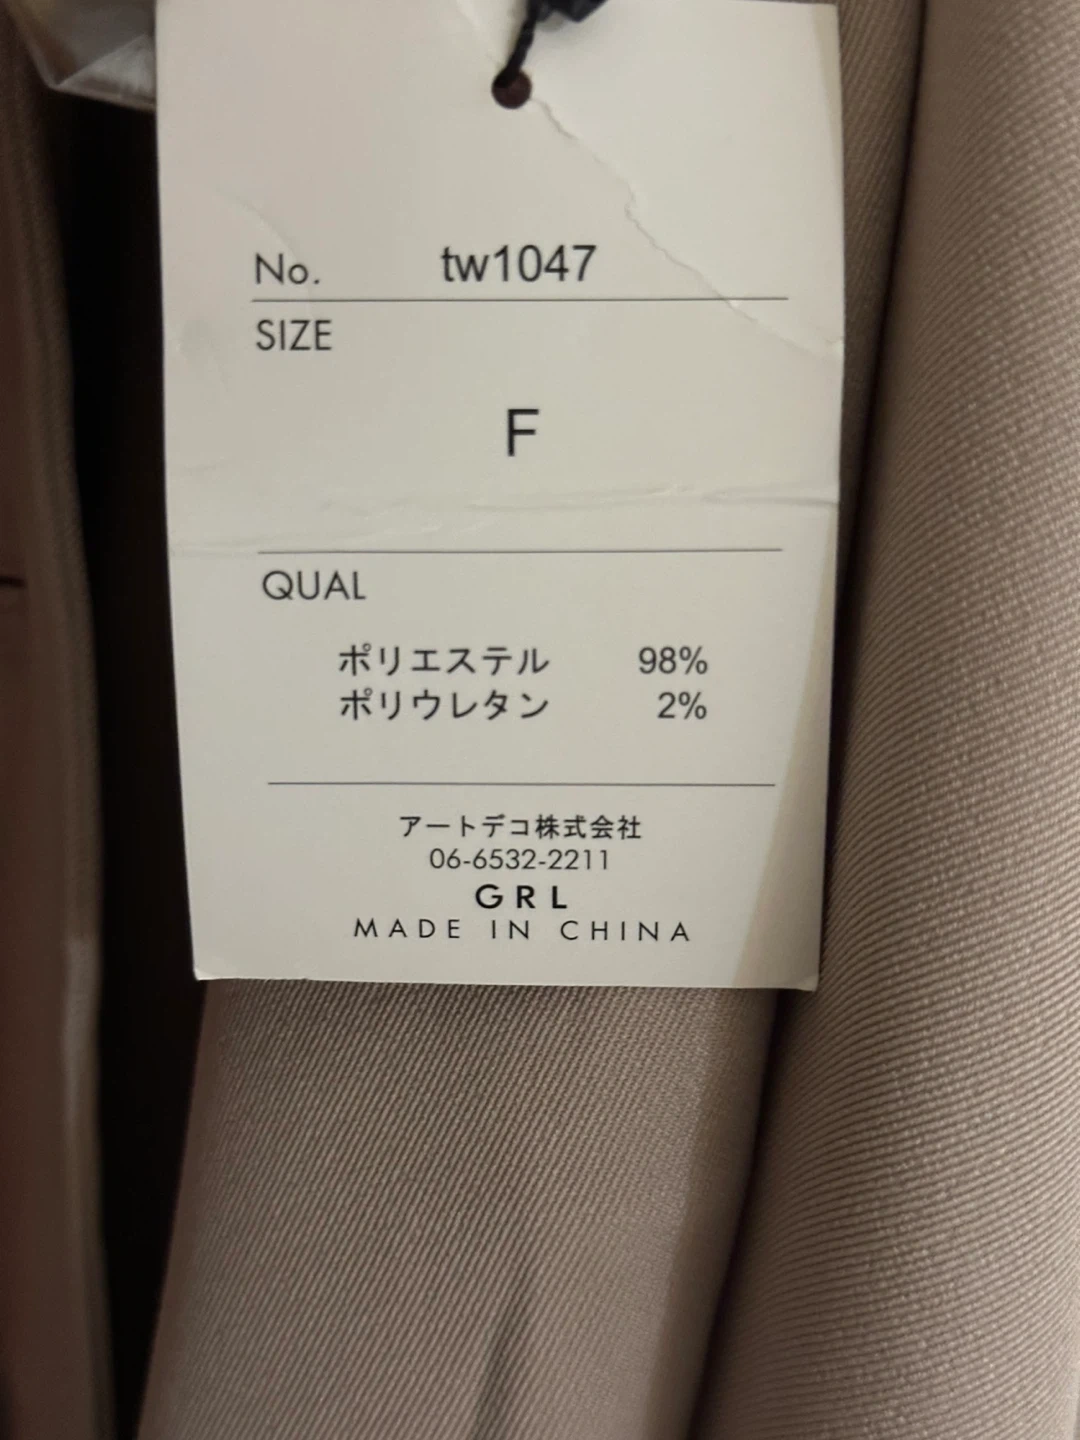 No. tw1047
SIZE
F
QUAL
ポリエステル 98%
ポリウレタン 2%
アートデコ株式会社
06-6532-2211
GRL
MADE IN CHINA